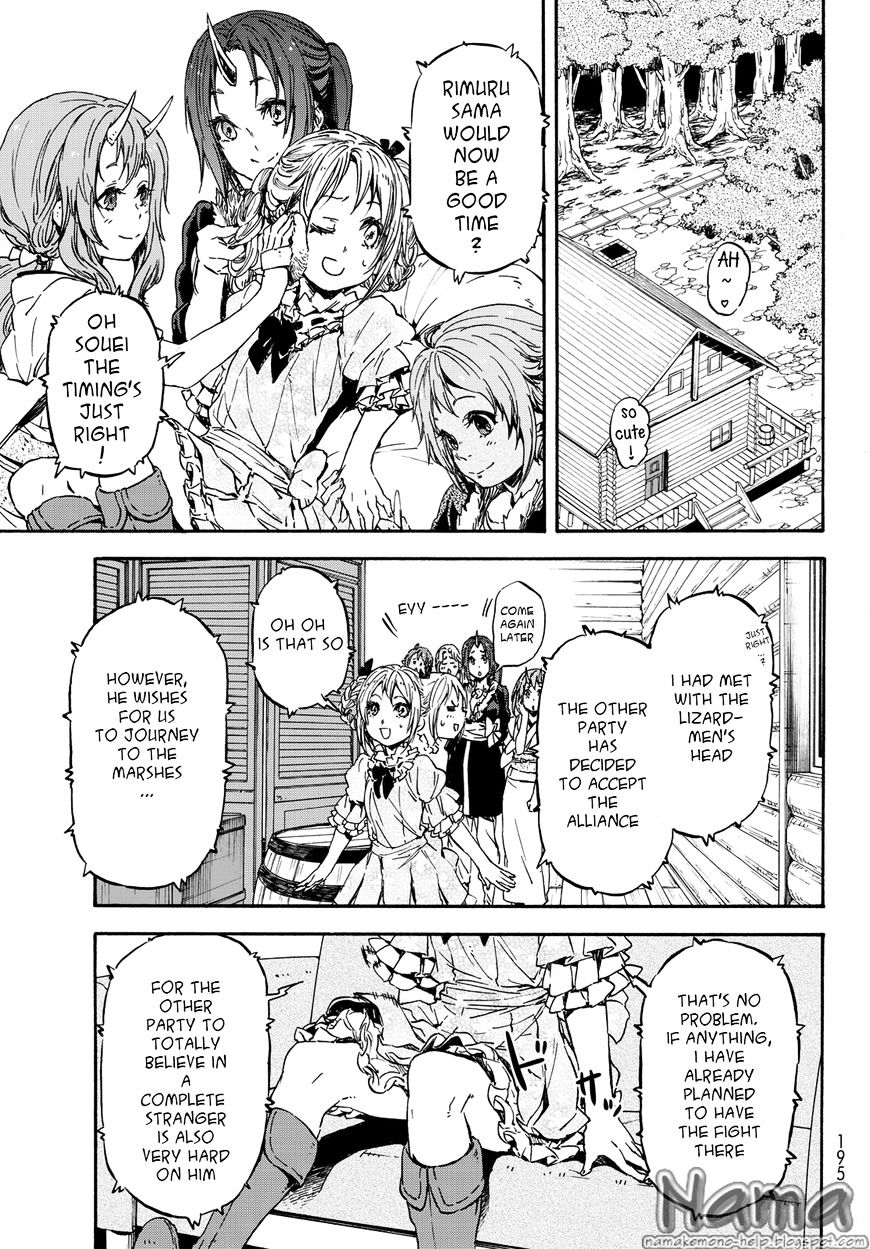 AH~♥
so
cute
!
RIMURU
SAMA
WOULD
NOW
BE A
GOOD
TIME
?
OH
SOUEI
THE
TIMING'S
JUST
RIGHT
!
JUST
RIGHT
...?
I HAD MET
WITH THE
LIZARD-
MEN'S
HEAD
THE OTHER
PARTY
HAS
DECIDED
TO ACCEPT
THE
ALLIANCE
COME
AGAIN
LATER
EYY -----
OH OH
IS THAT SO
HOWEVER,
HE WISHES
FOR US
TO JOURNEY
TO THE
MARSHES
...
THAT'S NO
PROBLEM.
IF ANYTHING,
I HAVE
ALREADY
PLANNED
TO HAVE
THE FIGHT
THERE
ドド
FOR THE
OTHER
PARTY TO
TOTALLY
BELIEVE IN
A
COMPLETE
STRANGER
IS ALSO
VERY HARD
ON HIM
195
Nama
namakemono-help.blogspot.com